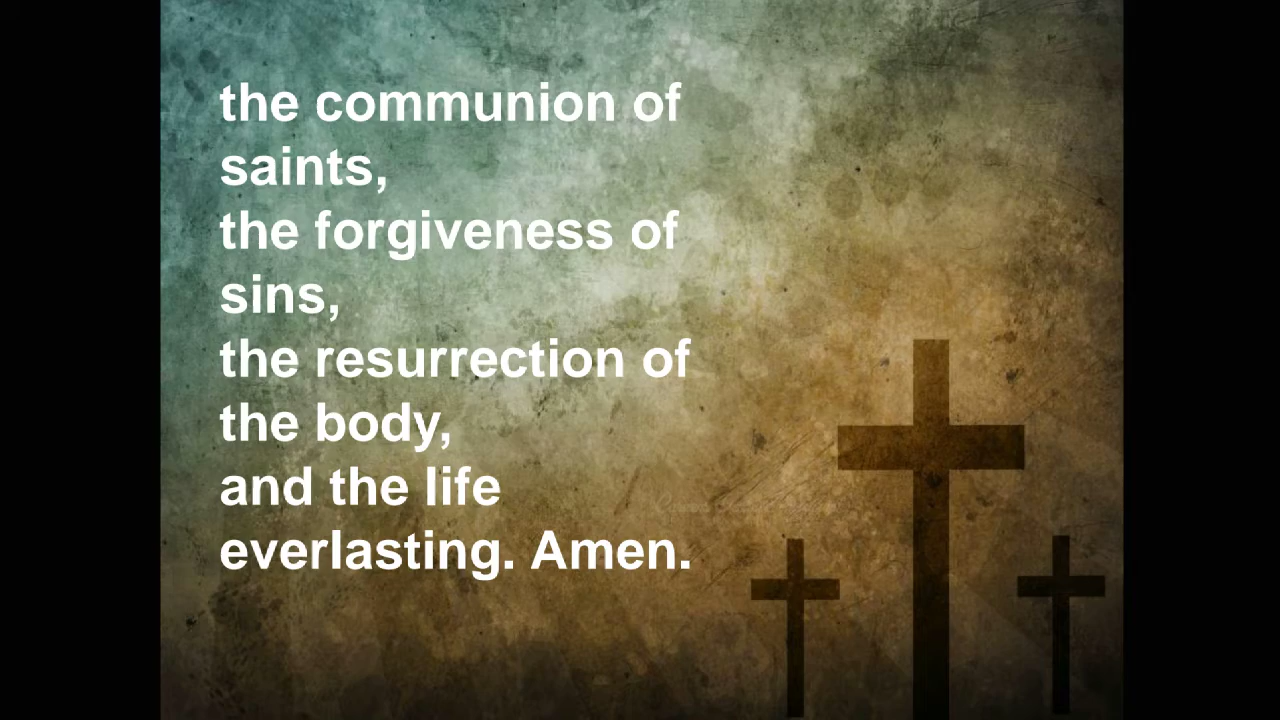 the communion of
saints,
the forgiveness of
sins,
the resurrection of
the body,
and the life
everlasting. Amen.